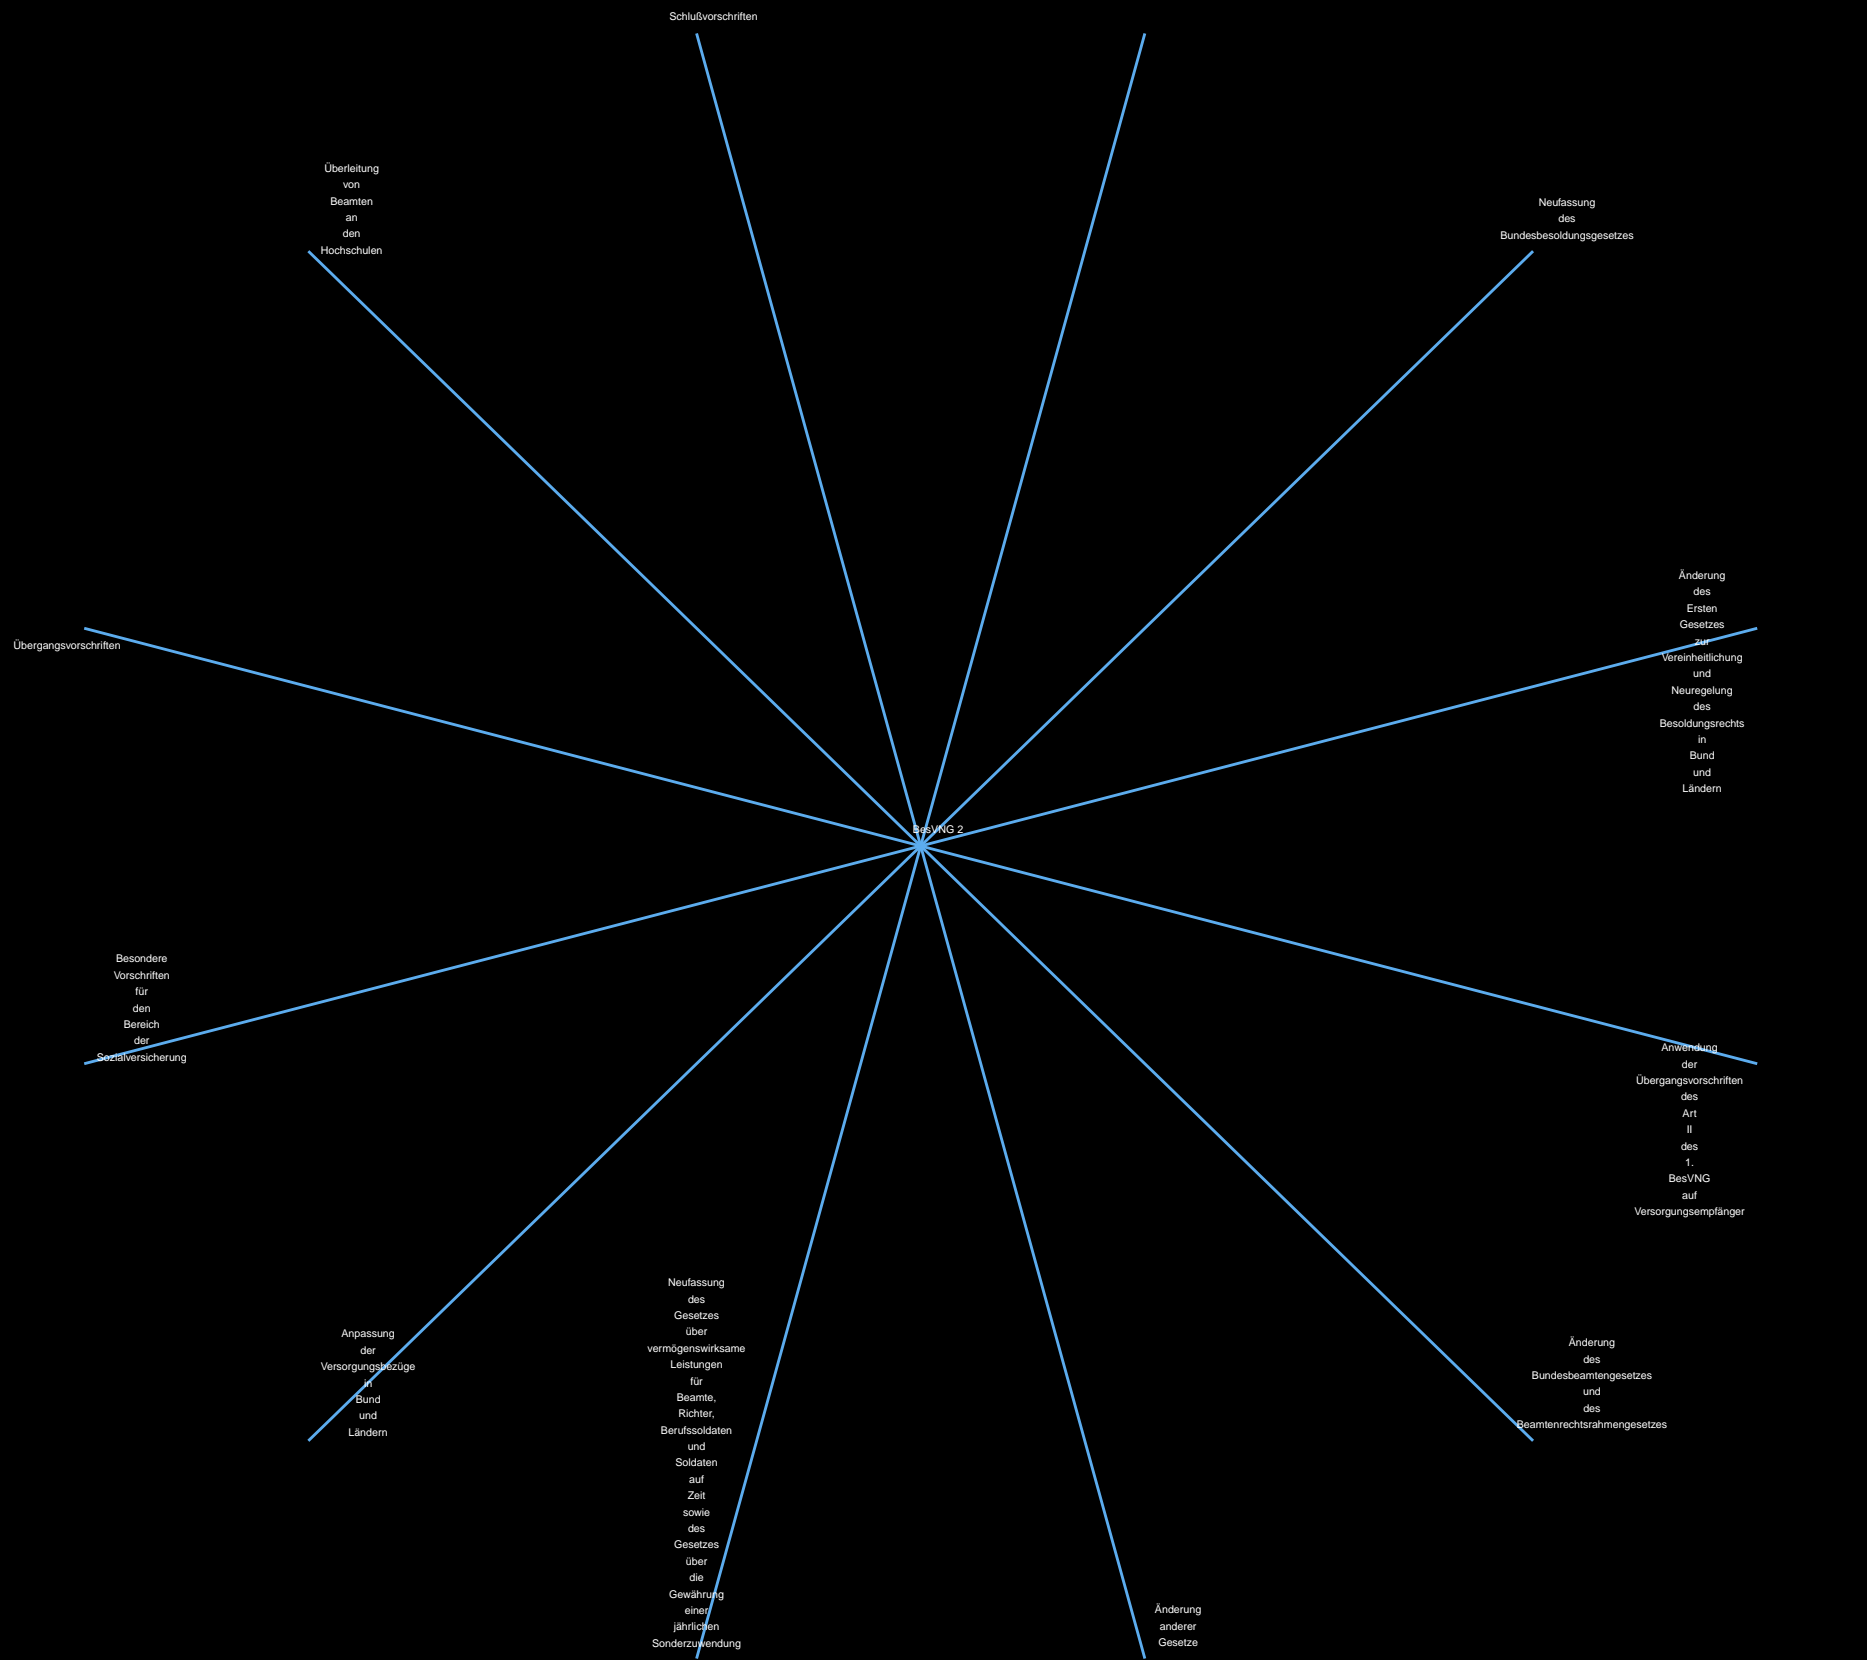 Schlußvorschriften
Überleitung
von
Beamten
an
den
Hochschulen
Neufassung
des
Bundesbesoldungsgesetzes
Änderung
des
Ersten
Gesetzes
zur
Vereinheitlichung
und
Neuregelung
des
Besoldungsrechts
in
Bund
und
Ländern
Übergangsvorschriften
BesVNG 2
Besondere
Vorschriften
für
den
Bereich
der
Sozialversicherung
Anwendung
der
Übergangsvorschriften
des
Art
II
des
1.
BesVNG
auf
Versorgungsempfänger
Anpassung
der
Versorgungsbezüge
in
Bund
und
Ländern
Neufassung
des
Gesetzes
über
vermögenswirksame
Leistungen
für
Beamte,
Richter,
Berufssoldaten
und
Soldaten
auf
Zeit
sowie
des
Gesetzes
über
die
Gewährung
einer
jährlichen
Sonderzuwendung
Änderung
des
Bundesbeamtengesetzes
und
des
Beamtenrechtsrahmengesetzes
Änderung
anderer
Gesetze